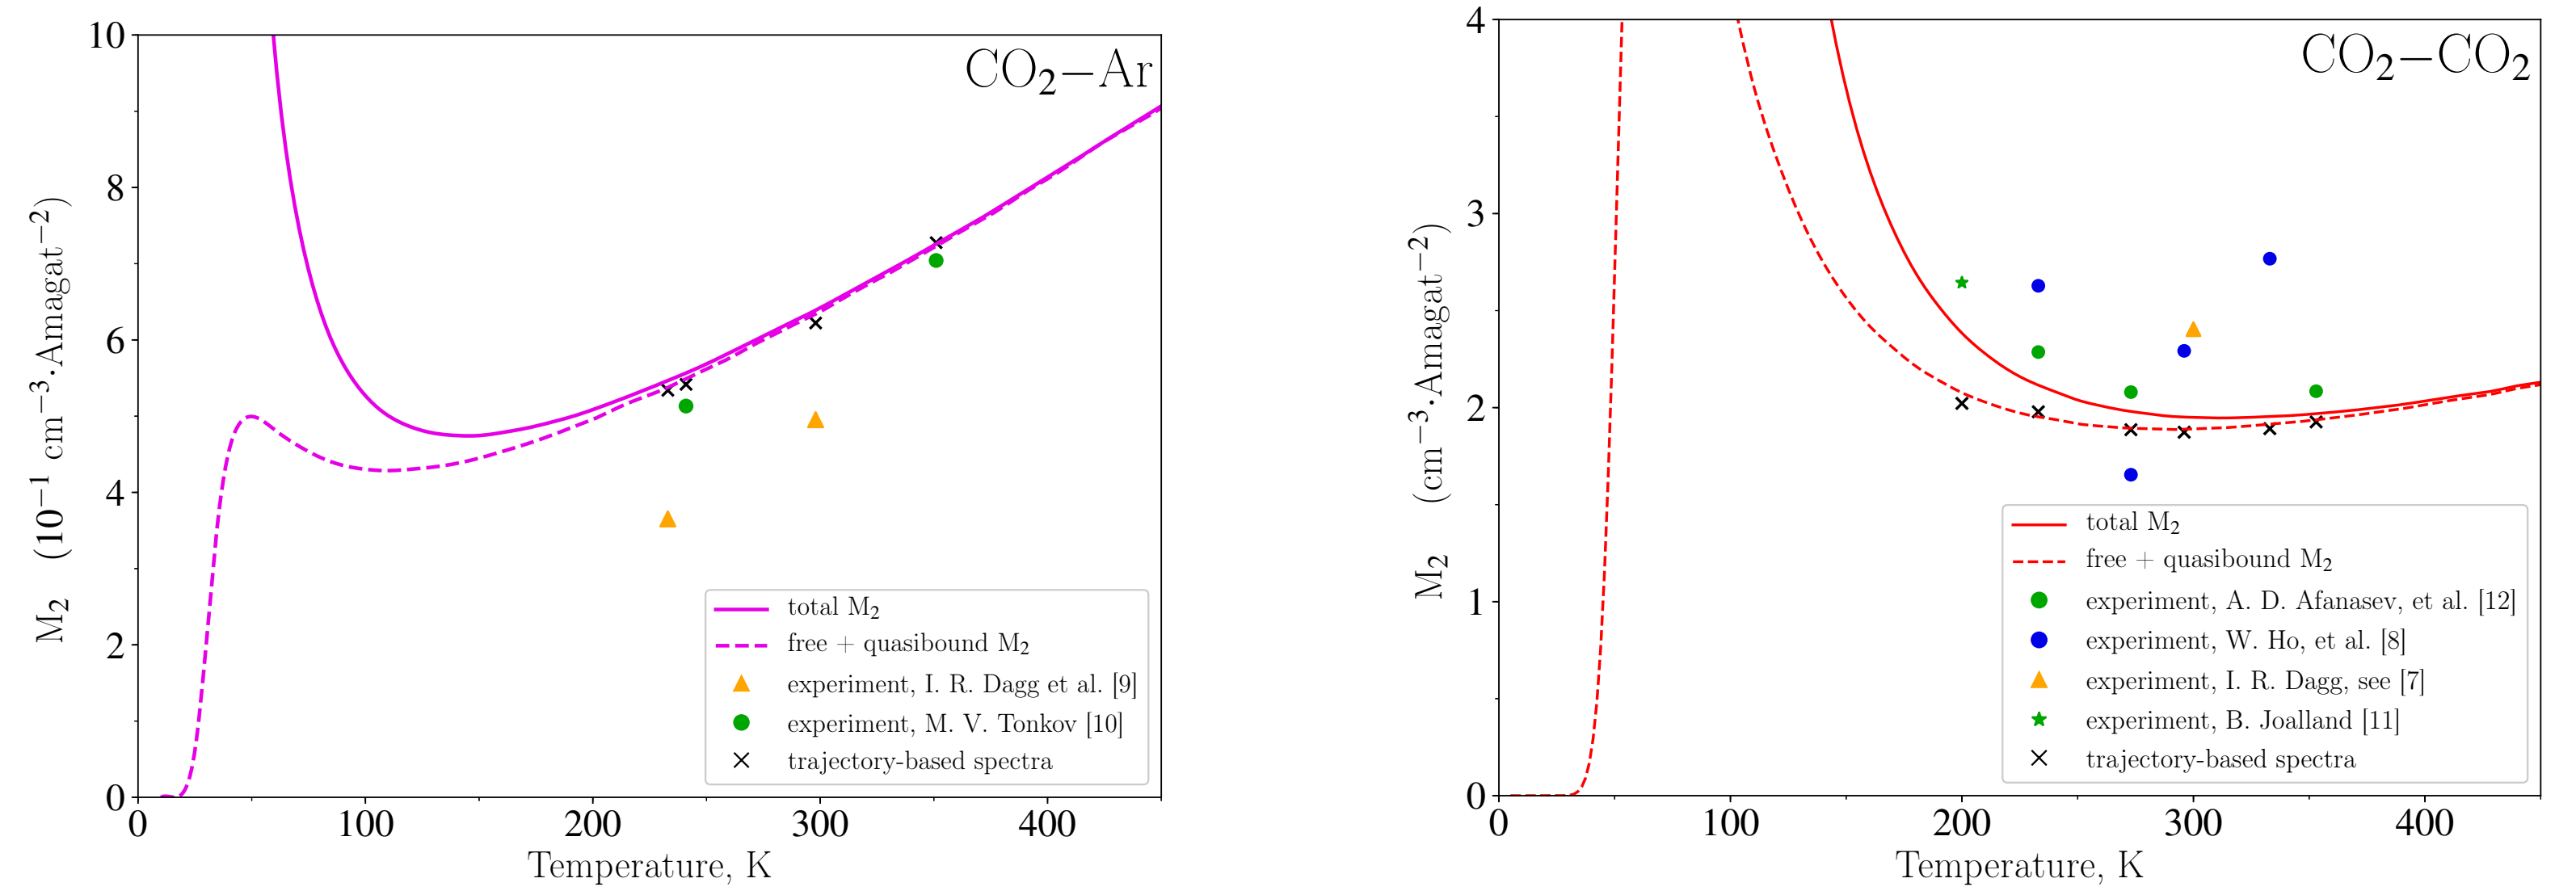 CO₂−Ar
M₂ (10⁻¹ cm⁻³·Amagat⁻²)
10
8
6
4
2
0
0 100 200 300 400
Temperature, K
total M₂
free + quasibound M₂
experiment, I. R. Dagg et al. [9]
experiment, M. V. Tonkov [10]
trajectory-based spectra
CO₂−CO₂
M₂ (cm⁻³·Amagat⁻²)
4
3
2
1
0
0 100 200 300 400
Temperature, K
total M₂
free + quasibound M₂
experiment, A. D. Afanasev, et al. [12]
experiment, W. Ho, et al. [8]
experiment, I. R. Dagg, see [7]
experiment, B. Joalland [11]
trajectory-based spectra